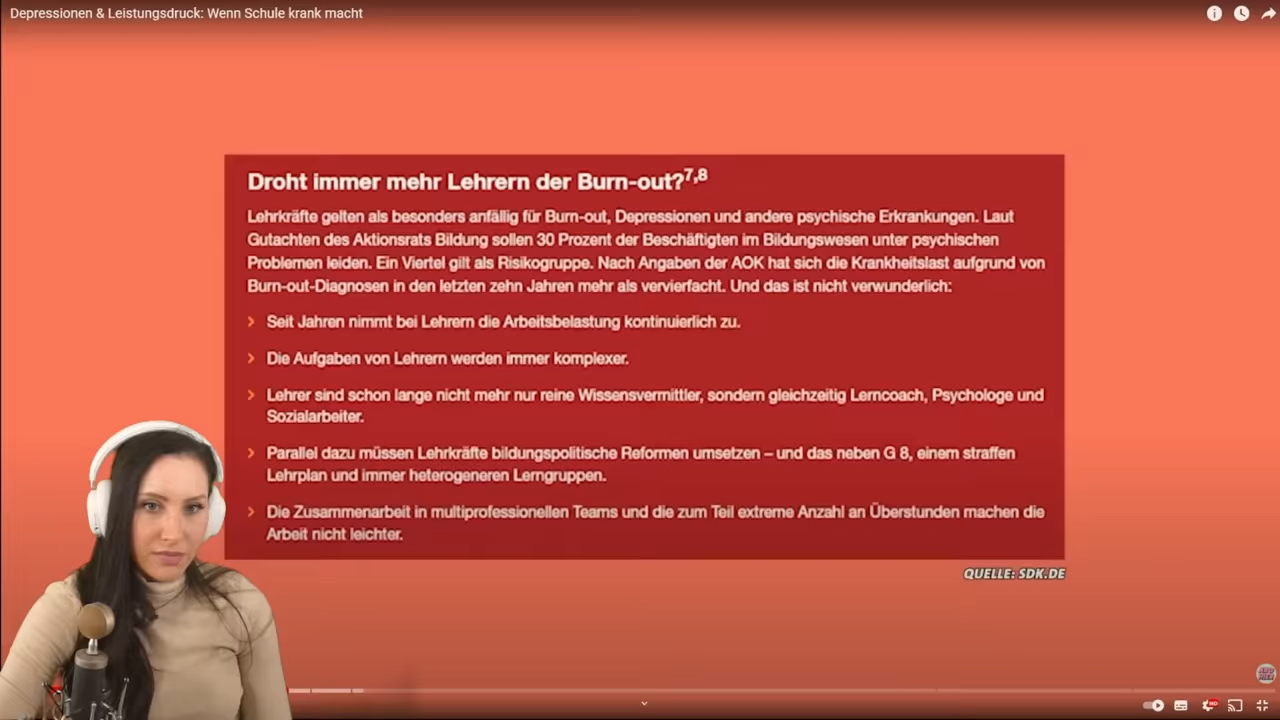 Depressionen & Leistungsdruck: Wenn Schule krank macht
Droht immer mehr Lehrern der Burn-out?7,8
Lehrkräfte gelten als besonders anfällig für Burn-out, Depressionen und andere psychische Erkrankungen. Laut
Gutachten des Aktionsrats Bildung sollen 30 Prozent der Beschäftigten im Bildungswesen unter psychischen
Problemen leiden. Ein Viertel gilt als Risikogruppe. Nach Angaben der AOK hat sich die Krankheitslast aufgrund von
Burn-out-Diagnosen in den letzten zehn Jahren mehr als vervierfacht. Und das ist nicht verwunderlich:
Seit Jahren nimmt bei Lehrern die Arbeitsbelastung kontinuierlich zu.
Die Aufgaben von Lehrern werden immer komplexer.
Lehrer sind schon lange nicht mehr nur reine Wissensvermittler, sondern gleichzeitig Lerncoach, Psychologe und
Sozialarbeiter.
Parallel dazu müssen Lehrkräfte bildungspolitische Reformen umsetzen – und das neben G 8, einem straffen
Lehrplan und immer heterogeneren Lerngruppen.
Die Zusammenarbeit in multiprofessionellen Teams und die zum Teil extreme Anzahl an Überstunden machen die
Arbeit nicht leichter.
QUELLE: SDK.DE